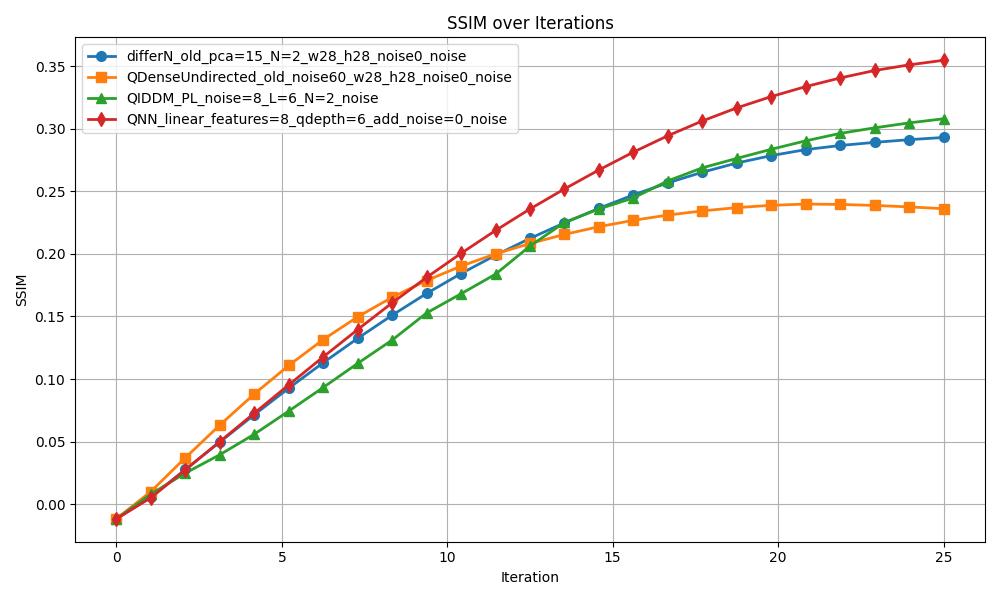 SSIM over Iterations
differN_old_pca=15_N=2_w28_h28_noise0_noise
QDenseUndirected_old_noise60_w28_h28_noise0_noise
QIDDM_PL_noise=8_L=6_N=2_noise
QNN_linear_features=8_qdepth=6_add_noise=0_noise
SSIM
0.35
0.30
0.25
0.20
0.15
0.10
0.05
0.00
0 5 10 15 20 25
Iteration